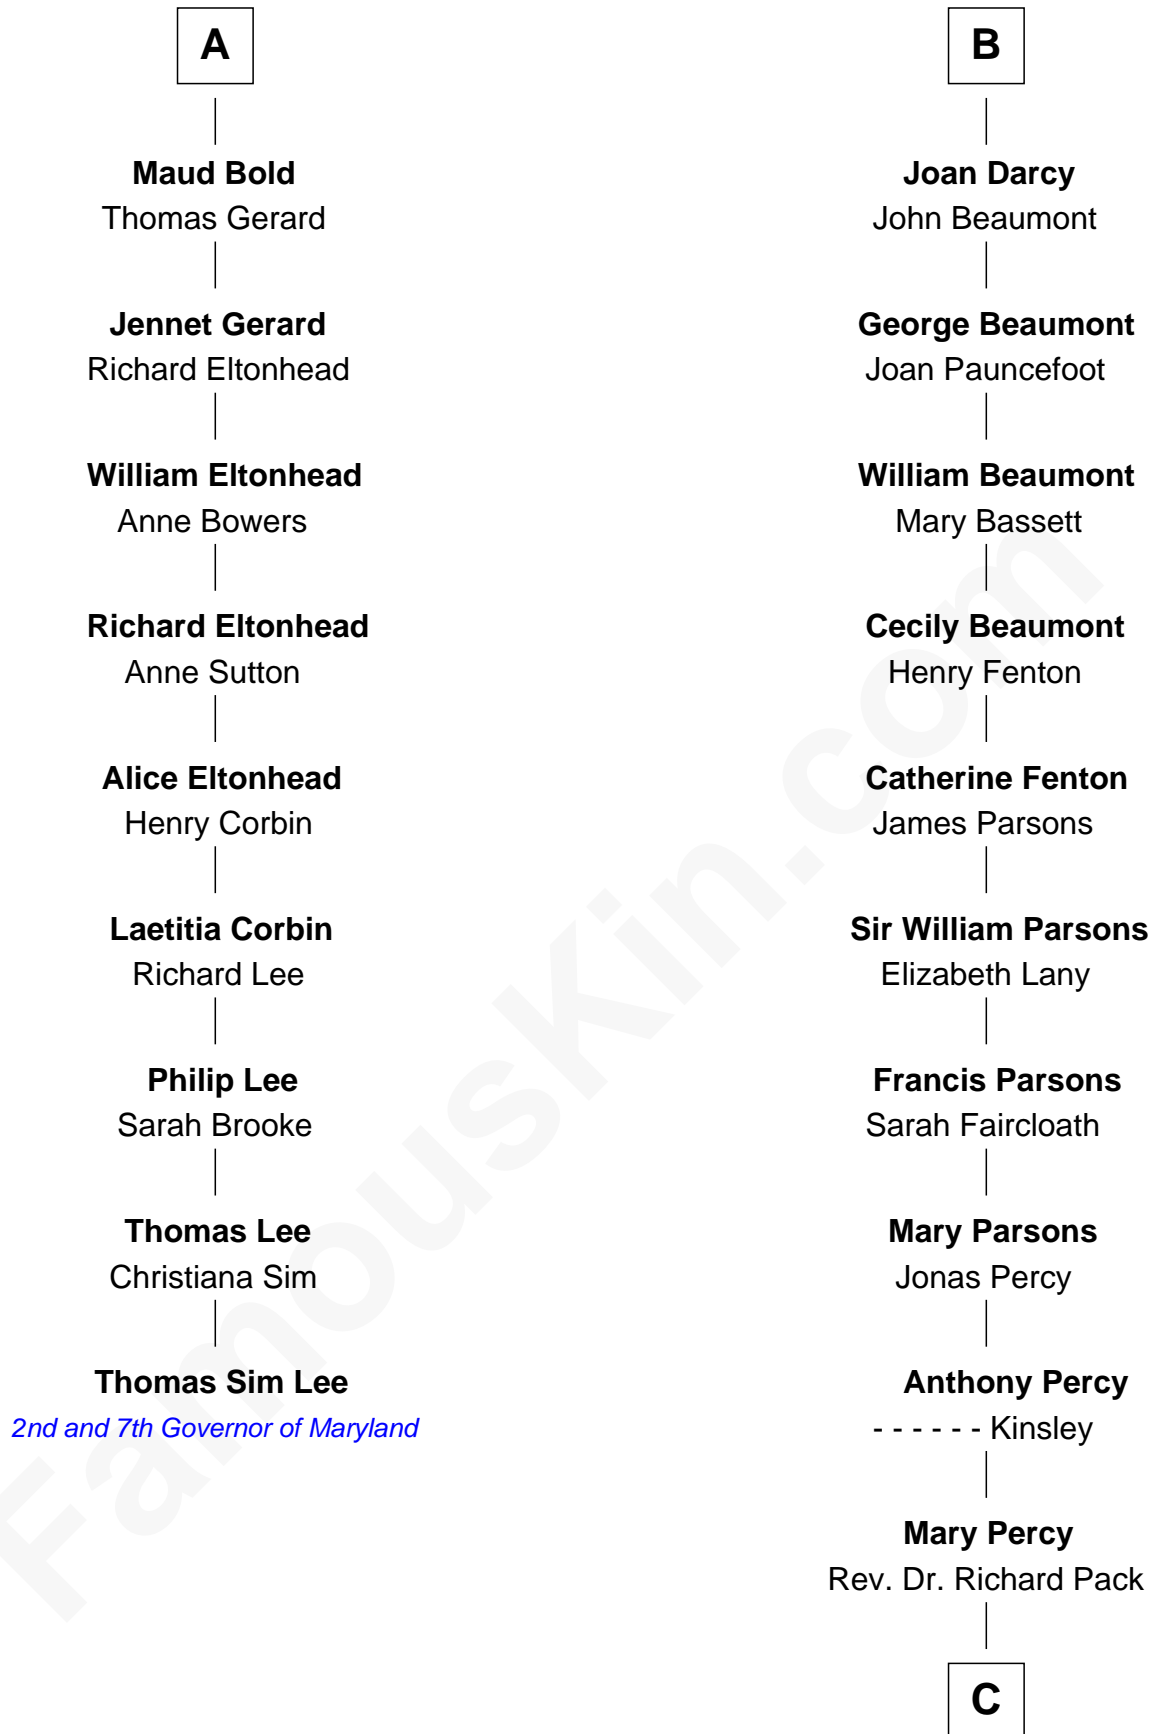 A
Maud Bold
Thomas Gerard
Jennet Gerard
Richard Eltonhead
William Eltonhead
Anne Bowers
Richard Eltonhead
Anne Sutton
Alice Eltonhead
Henry Corbin
Laetitia Corbin
Richard Lee
Philip Lee
Sarah Brooke
Thomas Lee
Christiana Sim
Thomas Sim Lee
2nd and 7th Governor of Maryland
B
Joan Darcy
John Beaumont
George Beaumont
Joan Pauncefoot
William Beaumont
Mary Bassett
Cecily Beaumont
Henry Fenton
Catherine Fenton
James Parsons
Sir William Parsons
Elizabeth Lany
Francis Parsons
Sarah Faircloath
Mary Parsons
Jonas Percy
Anthony Percy
- - - - - - Kinsley
Mary Percy
Rev. Dr. Richard Pack
C
FamousKin.com